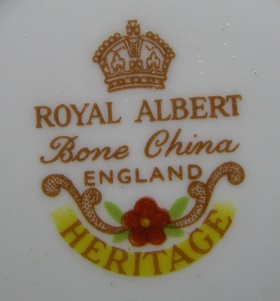 ROYAL ALBERT
Bone China
ENGLAND
HERITAGE